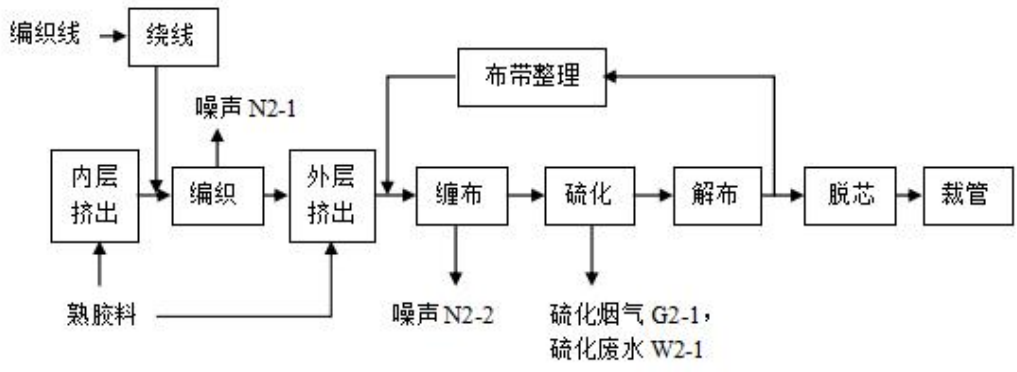 编织线
绕线
布带整理
噪声 N2-1
内层
挤出
编织
外层
挤出
缠布
硫化
解布
脱芯
裁管
熟胶料
噪声 N2-2
硫化烟气 G2-1，
硫化废水 W2-1